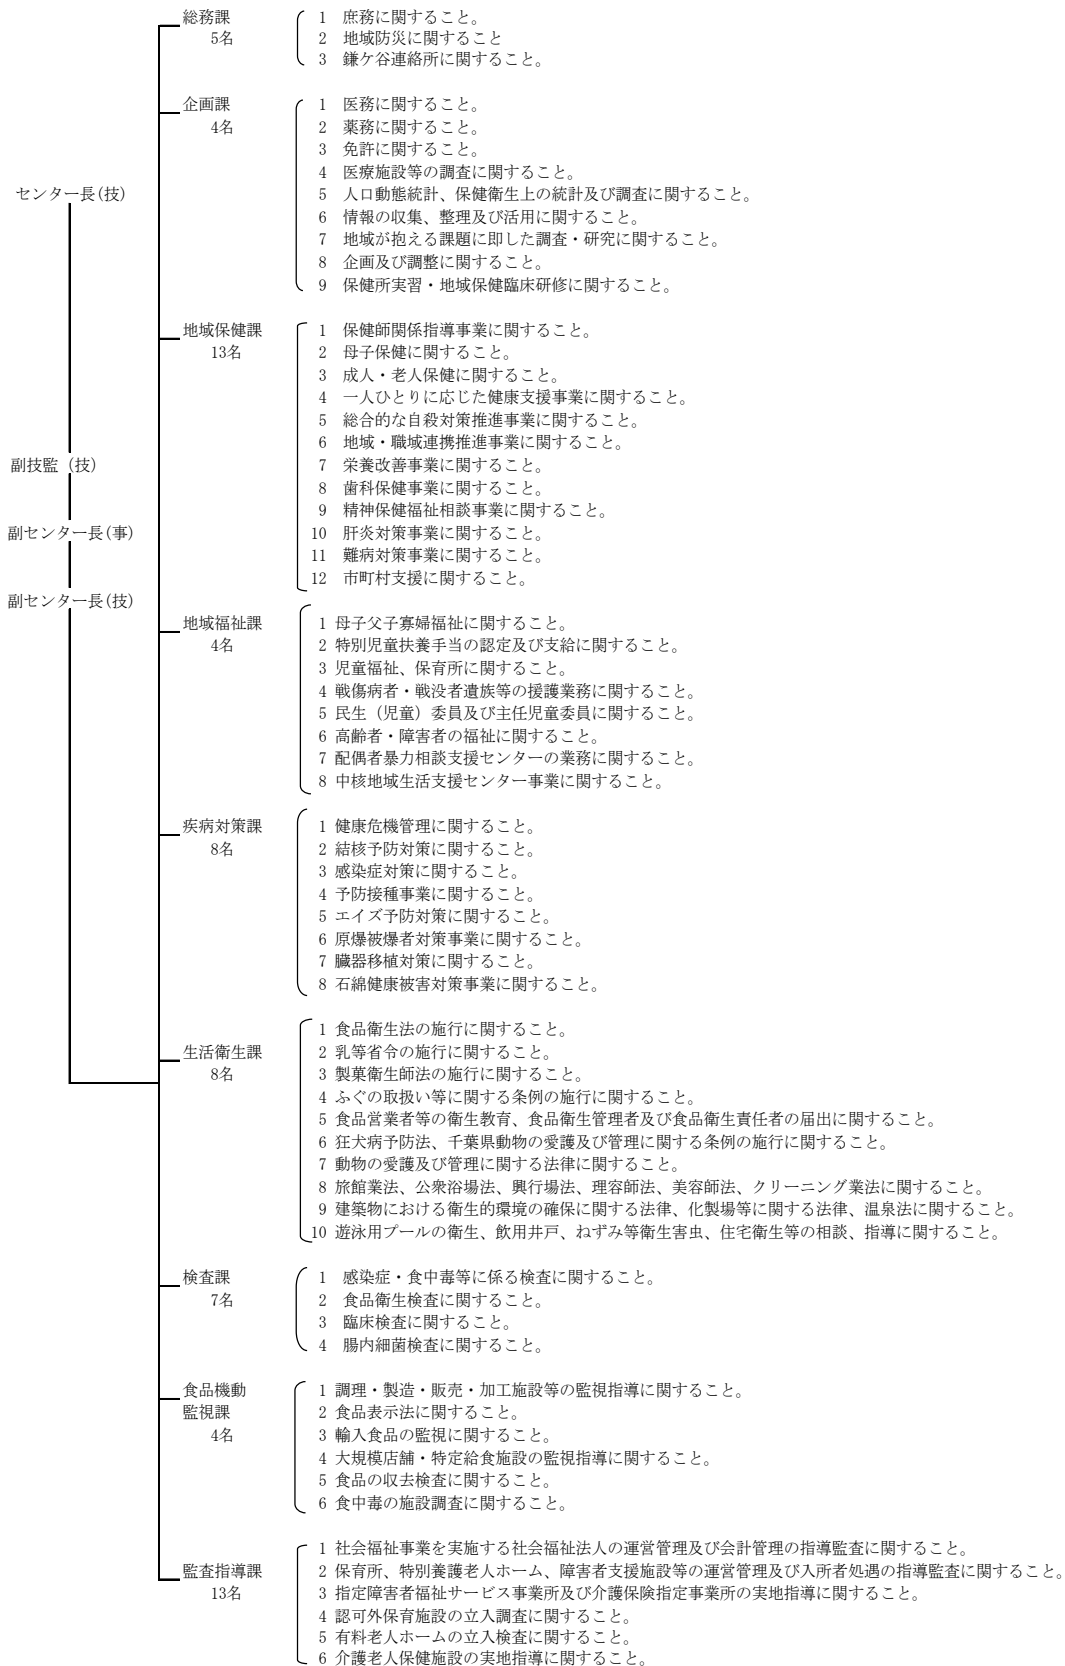 総務課
5名
1 庶務に関すること。
2 地域防災に関すること
3 鎌ケ谷連絡所に関すること。
企画課
4名
1 医務に関すること。
2 薬務に関すること。
3 免許に関すること。
4 医療施設等の調査に関すること。
5 人口動態統計、保健衛生上の統計及び調査に関すること。
6 情報の収集、整理及び活用に関すること。
7 地域が抱える課題に即した調査・研究に関すること。
8 企画及び調整に関すること。
9 保健所実習・地域保健臨床研修に関すること。
センター長(技)
副技監（技)
副センター長(事)
副センター長(技)
地域保健課
13名
1 保健師関係指導事業に関すること。
2 母子保健に関すること。
3 成人・老人保健に関すること。
4 一人ひとりに応じた健康支援事業に関すること。
5 総合的な自殺対策推進事業に関すること。
6 地域・職域連携推進事業に関すること。
7 栄養改善事業に関すること。
8 歯科保健事業に関すること。
9 精神保健福祉相談事業に関すること。
10 肝炎対策事業に関すること。
11 難病対策事業に関すること。
12 市町村支援に関すること。
地域福祉課
4名
1 母子父子寡婦福祉に関すること。
2 特別児童扶養手当の認定及び支給に関すること。
3 児童福祉、保育所に関すること。
4 戦傷病者・戦没者遺族等の援護業務に関すること。
5 民生（児童）委員及び主任児童委員に関すること。
6 高齢者・障害者の福祉に関すること。
7 配偶者暴力相談支援センターの業務に関すること。
8 中核地域生活支援センター事業に関すること。
疾病対策課
8名
1 健康危機管理に関すること。
2 結核予防対策に関すること。
3 感染症対策に関すること。
4 予防接種事業に関すること。
5 エイズ予防対策に関すること。
6 原爆被爆者対策事業に関すること。
7 臓器移植対策に関すること。
8 石綿健康被害対策事業に関すること。
生活衛生課
8名
1 食品衛生法の施行に関すること。
2 乳等省令の施行に関すること。
3 製菓衛生師法の施行に関すること。
4 ふぐの取扱い等に関する条例の施行に関すること。
5 食品営業者等の衛生教育、食品衛生管理者及び食品衛生責任者の届出に関すること。
6 狂犬病予防法、千葉県動物の愛護及び管理に関する条例の施行に関すること。
7 動物の愛護及び管理に関する法律に関すること。
8 旅館業法、公衆浴場法、興行場法、理容師法、美容師法、クリーニング業法に関すること。
9 建築物における衛生的環境の確保に関する法律、化製場等に関する法律、温泉法に関すること。
10 遊泳用プールの衛生、飲用井戸、ねずみ等衛生害虫、住宅衛生等の相談、指導に関すること。
検査課
7名
1 感染症・食中毒等に係る検査に関すること。
2 食品衛生検査に関すること。
3 臨床検査に関すること。
4 腸内細菌検査に関すること。
食品機動
監視課
4名
1 調理・製造・販売・加工施設等の監視指導に関すること。
2 食品表示法に関すること。
3 輸入食品の監視に関すること。
4 大規模店舗・特定給食施設の監視指導に関すること。
5 食品の収去検査に関すること。
6 食中毒の施設調査に関すること。
監査指導課
13名
1 社会福祉事業を実施する社会福祉法人の運営管理及び会計管理の指導監査に関すること。
2 保育所、特別養護老人ホーム、障害者支援施設等の運営管理及び入所者処遇の指導監査に関すること。
3 指定障害者福祉サービス事業所及び介護保険指定事業所の実地指導に関すること。
4 認可外保育施設の立入調査に関すること。
5 有料老人ホームの立入検査に関すること。
6 介護老人保健施設の実地指導に関すること。